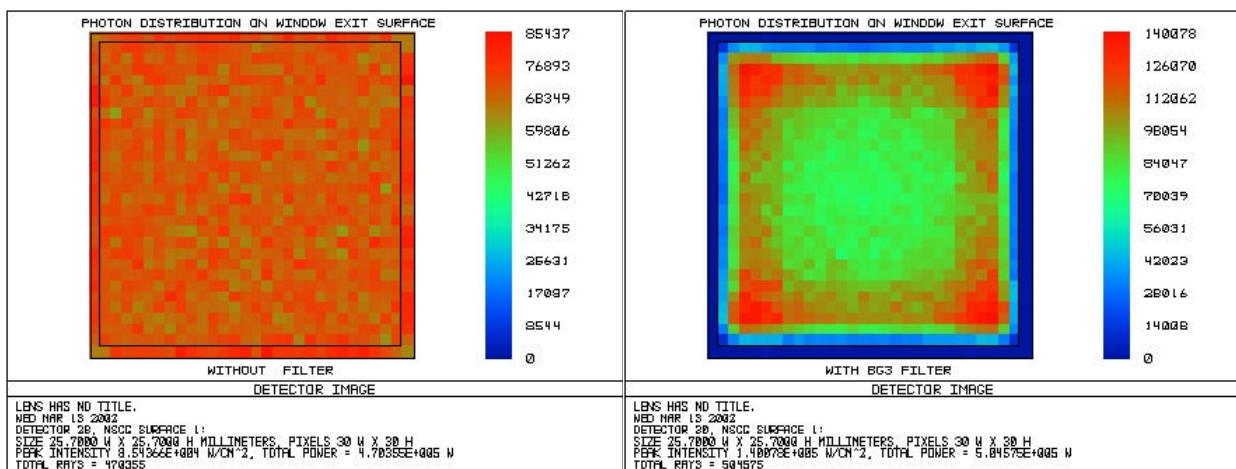 PHOTON DISTRIBUTION ON WINDOW EXIT SURFACE
85437
76893
68349
59806
51262
42718
34175
25631
17087
8544
0
WITHOUT FILTER
DETECTOR IMAGE
LENS HAS NO TITLE.
WED MAR 13 2002
DETECTOR 20, NSCG SURFACE 1:
SIZE 25.7000 W X 25.7000 H MILLIMETERS, PIXELS 30 W X 30 H
PEAK INTENSITY 8.54366E+004 W/CM^2, TOTAL POWER = 4.70355E+005 W
TOTAL RAYS = 470355
PHOTON DISTRIBUTION ON WINDOW EXIT SURFACE
140078
126070
112062
98054
84047
70039
56031
42023
28016
14008
0
WITH BG3 FILTER
DETECTOR IMAGE
LENS HAS NO TITLE.
WED MAR 13 2002
DETECTOR 20, NSCG SURFACE 1:
SIZE 25.7000 W X 25.7000 H MILLIMETERS, PIXELS 30 W X 30 H
PEAK INTENSITY 1.40078E+005 W/CM^2, TOTAL POWER = 5.04575E+005 W
TOTAL RAYS = 504575